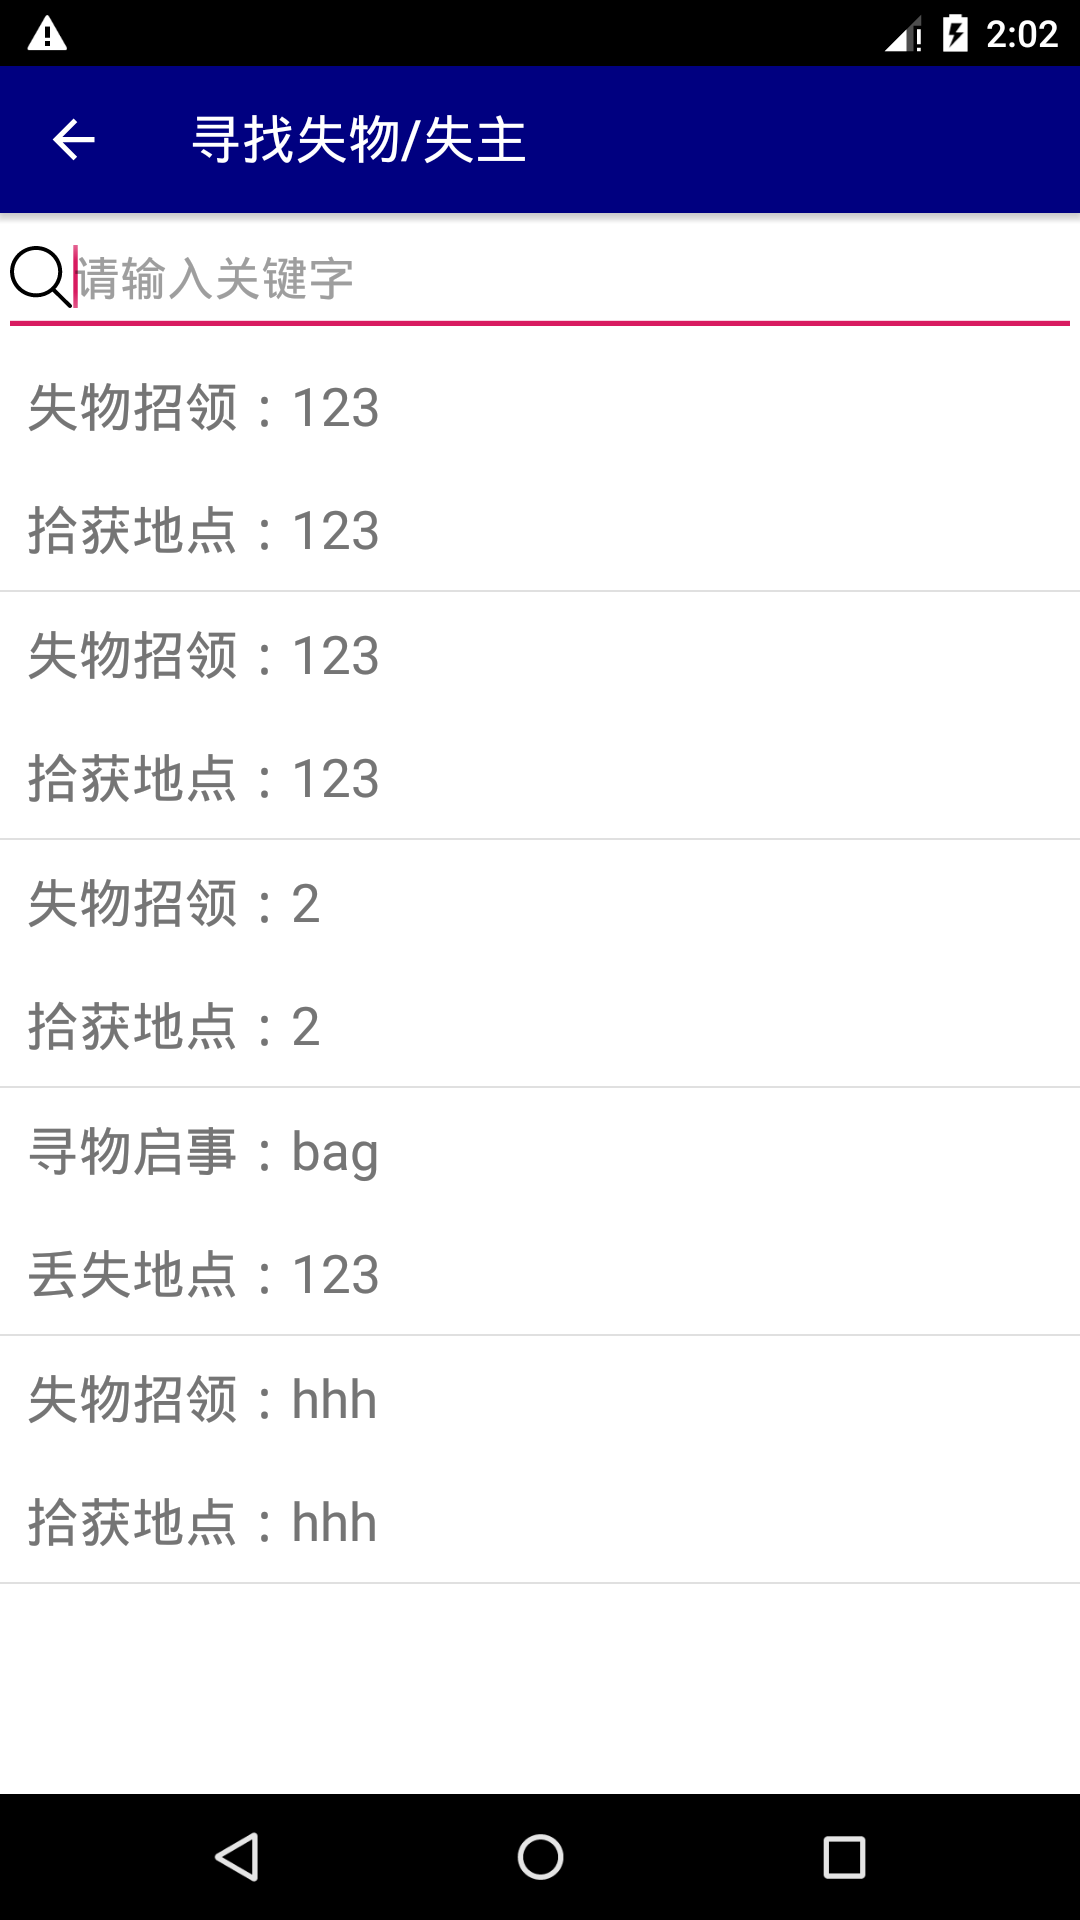 2:02
寻找失物/失主
请输入关键字
失物招领：123
拾获地点：123
失物招领：123
拾获地点：123
失物招领：2
拾获地点：2
寻物启事：bag
丢失地点：123
失物招领：hhh
拾获地点：hhh